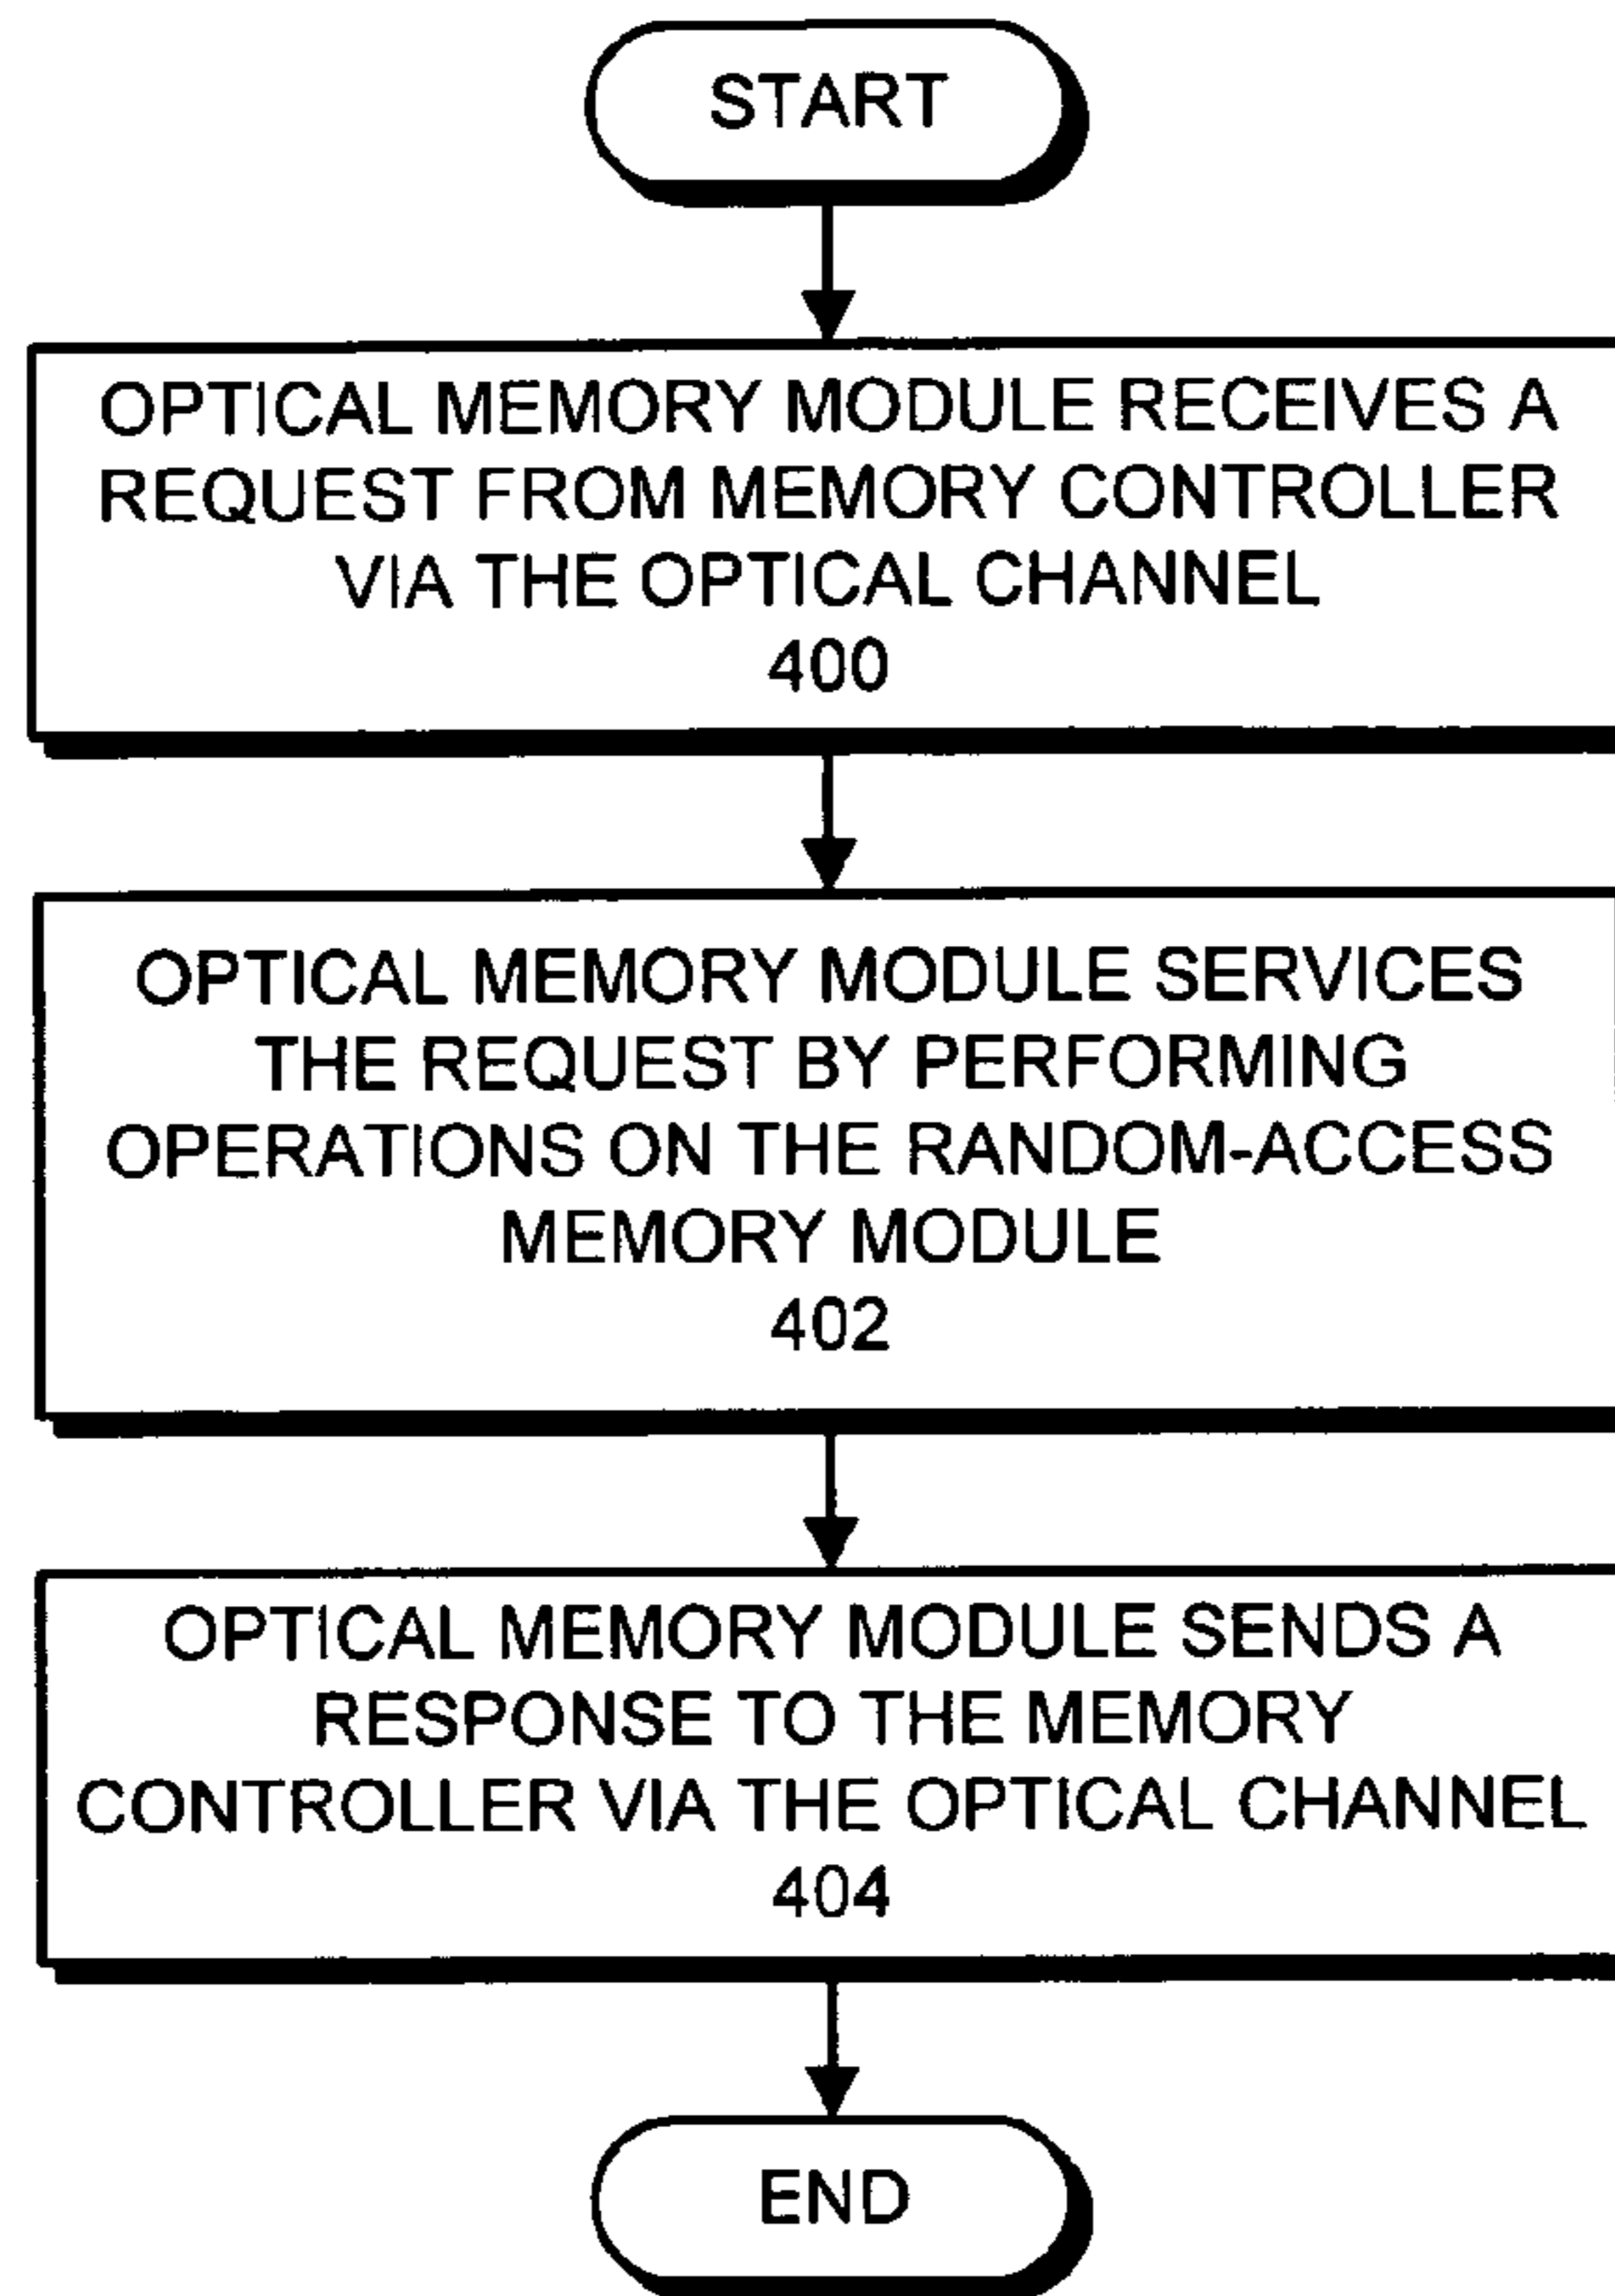 START
OPTICAL MEMORY MODULE RECEIVES A
REQUEST FROM MEMORY CONTROLLER
VIA THE OPTICAL CHANNEL
400
OPTICAL MEMORY MODULE SERVICES
THE REQUEST BY PERFORMING
OPERATIONS ON THE RANDOM-ACCESS
MEMORY MODULE
402
OPTICAL MEMORY MODULE SENDS A
RESPONSE TO THE MEMORY
CONTROLLER VIA THE OPTICAL CHANNEL
404
END